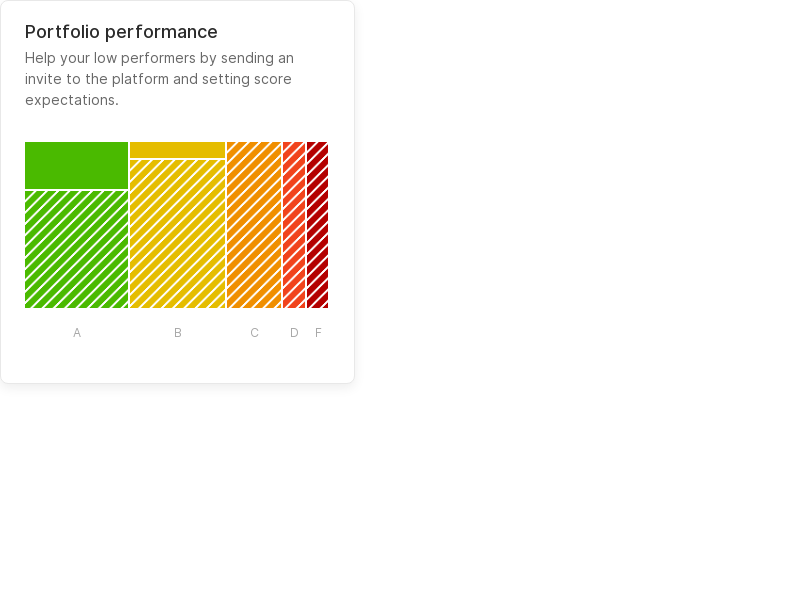 Portfolio performance
Help your low performers by sending an
invite to the platform and setting score
expectations.
A B C D F